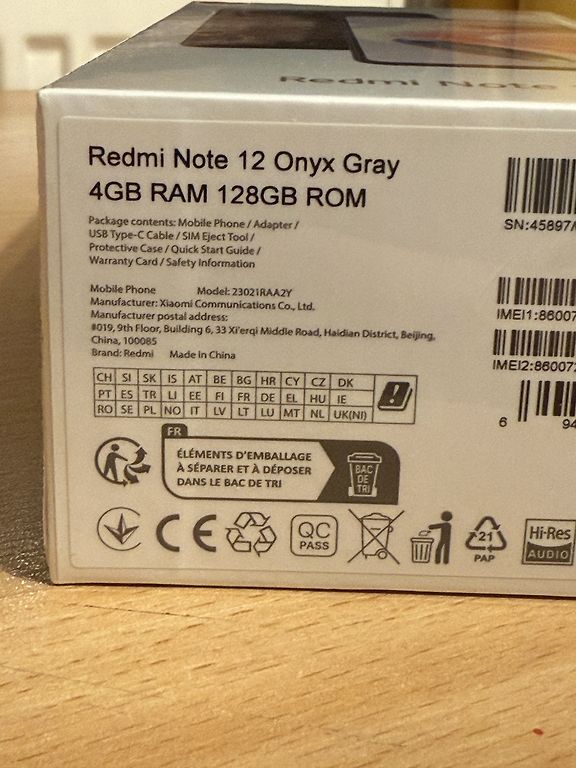 Redmi Note
Redmi Note 12 Onyx Gray
4GB RAM 128GB ROM
Package contents: Mobile Phone / Adapter /
USB Type-C Cable / SIM Eject Tool /
Protective Case / Quick Start Guide /
Warranty Card / Safety Information
Mobile Phone Model: 23021RAA2Y
Manufacturer: Xiaomi Communications Co., Ltd.
Manufacturer postal address:
#019, 9th Floor, Building 6, 33 Xi'erqi Middle Road, Haidian District, Beijing,
China, 100085
Brand: Redmi Made in China
SN:45897/
IMEI1:86007
IMEI2:86007
6 94
CH SI SK IS AT BE BG HR CY CZ DK
PT ES TR LI EE FI FR DE EL HU IE
RO SE PL NO IT LV LT LU MT NL UK(NI)
FR
ÉLÉMENTS D'EMBALLAGE
À SÉPARER ET À DÉPOSER
DANS LE BAC DE TRI
BAC
DE
TRI
CE
QC
PASS
21
PAP
Hi-Res
AUDIO